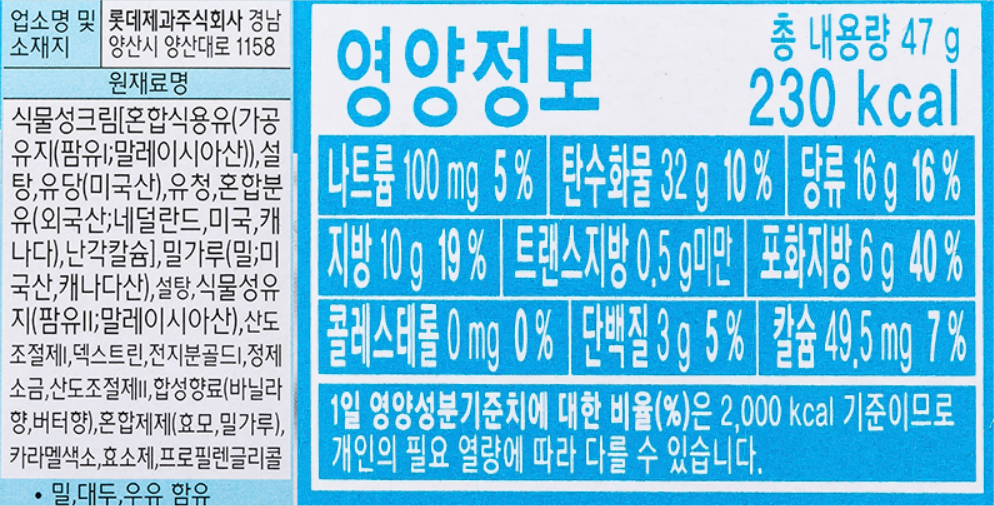 업소명 및 소재지
롯데제과주식회사 경남
양산시 양산대로 1158
원재료명
식물성크림[혼합식용유(가공
유지(팜유I;말레이시아산)),설
탕,유당(미국산),유청,혼합분
유(외국산;네덜란드,미국,캐
나다),난각칼슘],밀가루(밀;미
국산,캐나다산),설탕,식물성유
지(팜유II;말레이시아산),산도
조절제I,덱스트린,전지분골드I,정제
소금,산도조절제II,합성향료(바닐라
향,버터향),혼합제제(효모,밀가루),
카라멜색소,효소제,프로필렌글리콜
• 밀,대두,우유 함유
영양정보
총 내용량 47 g
230 kcal
나트륨 100 mg 5 % 탄수화물 32 g 10 % 당류 16 g 16 %
지방 10 g 19 % 트랜스지방 0.5 g미만 포화지방 6 g 40 %
콜레스테롤 0 mg 0 % 단백질 3 g 5 % 칼슘 49.5 mg 7 %
1일 영양성분기준치에 대한 비율(%)은 2,000 kcal 기준이므로
개인의 필요 열량에 따라 다를 수 있습니다.